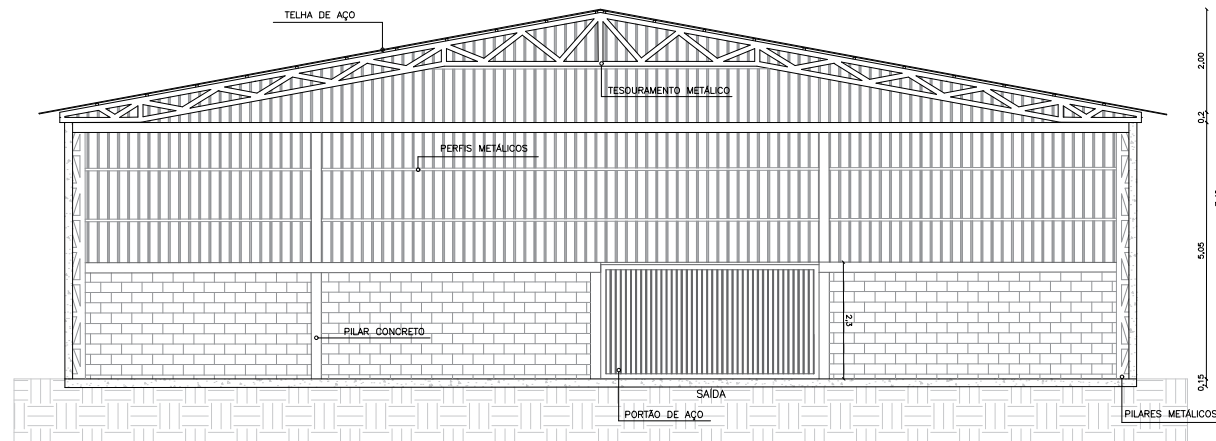 TELHA DE AÇO
2,00
TESOURAMENTO METÁLICO
0,2
PERFIS METÁLICOS
5,05
2,3
PILAR CONCRETO
0,15
SAÍDA
PORTÃO DE AÇO
PILARES METÁLICOS